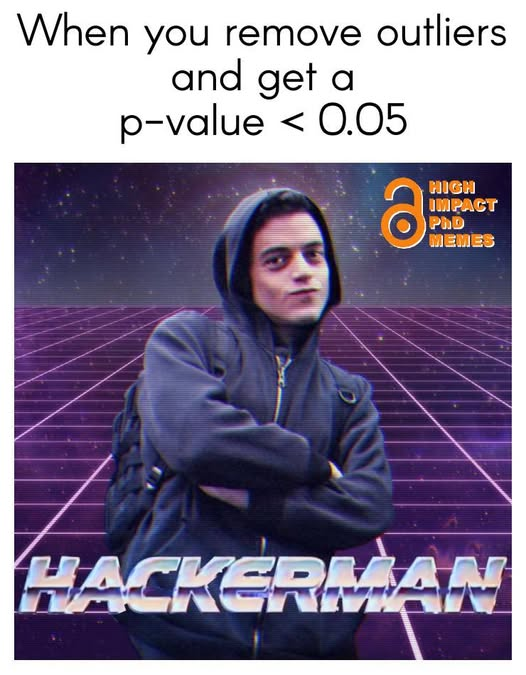 When you remove outliers
and get a
p-value < 0.05
HIGH
IMPACT
PhD
MEMES
HACKERMAN